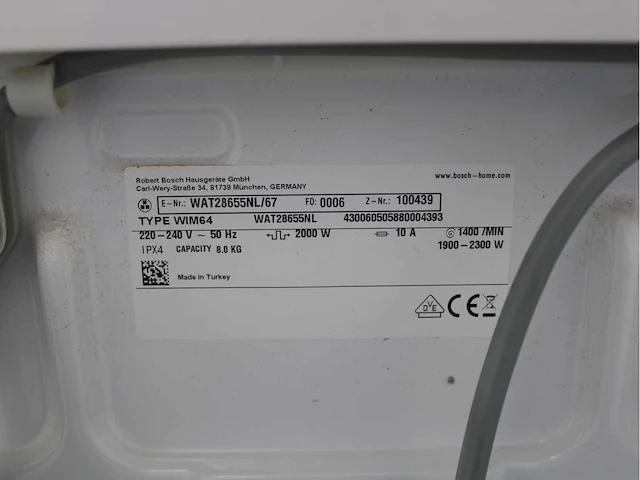 Robert Bosch Hausgeräte GmbH
Carl-Wery-Straße 34, 81739 München, GERMANY
www.bosch-home.com
E-Nr.: WAT28655NL/67 FD: 0006 Z-Nr.: 100439
TYPE WIM64 WAT28655NL 430060505880004393
220-240 V ~ 50 Hz 2000 W 10 A 1400 /MIN
IPX4 CAPACITY 8.0 KG 1900-2300 W
Made in Turkey
DVE CE